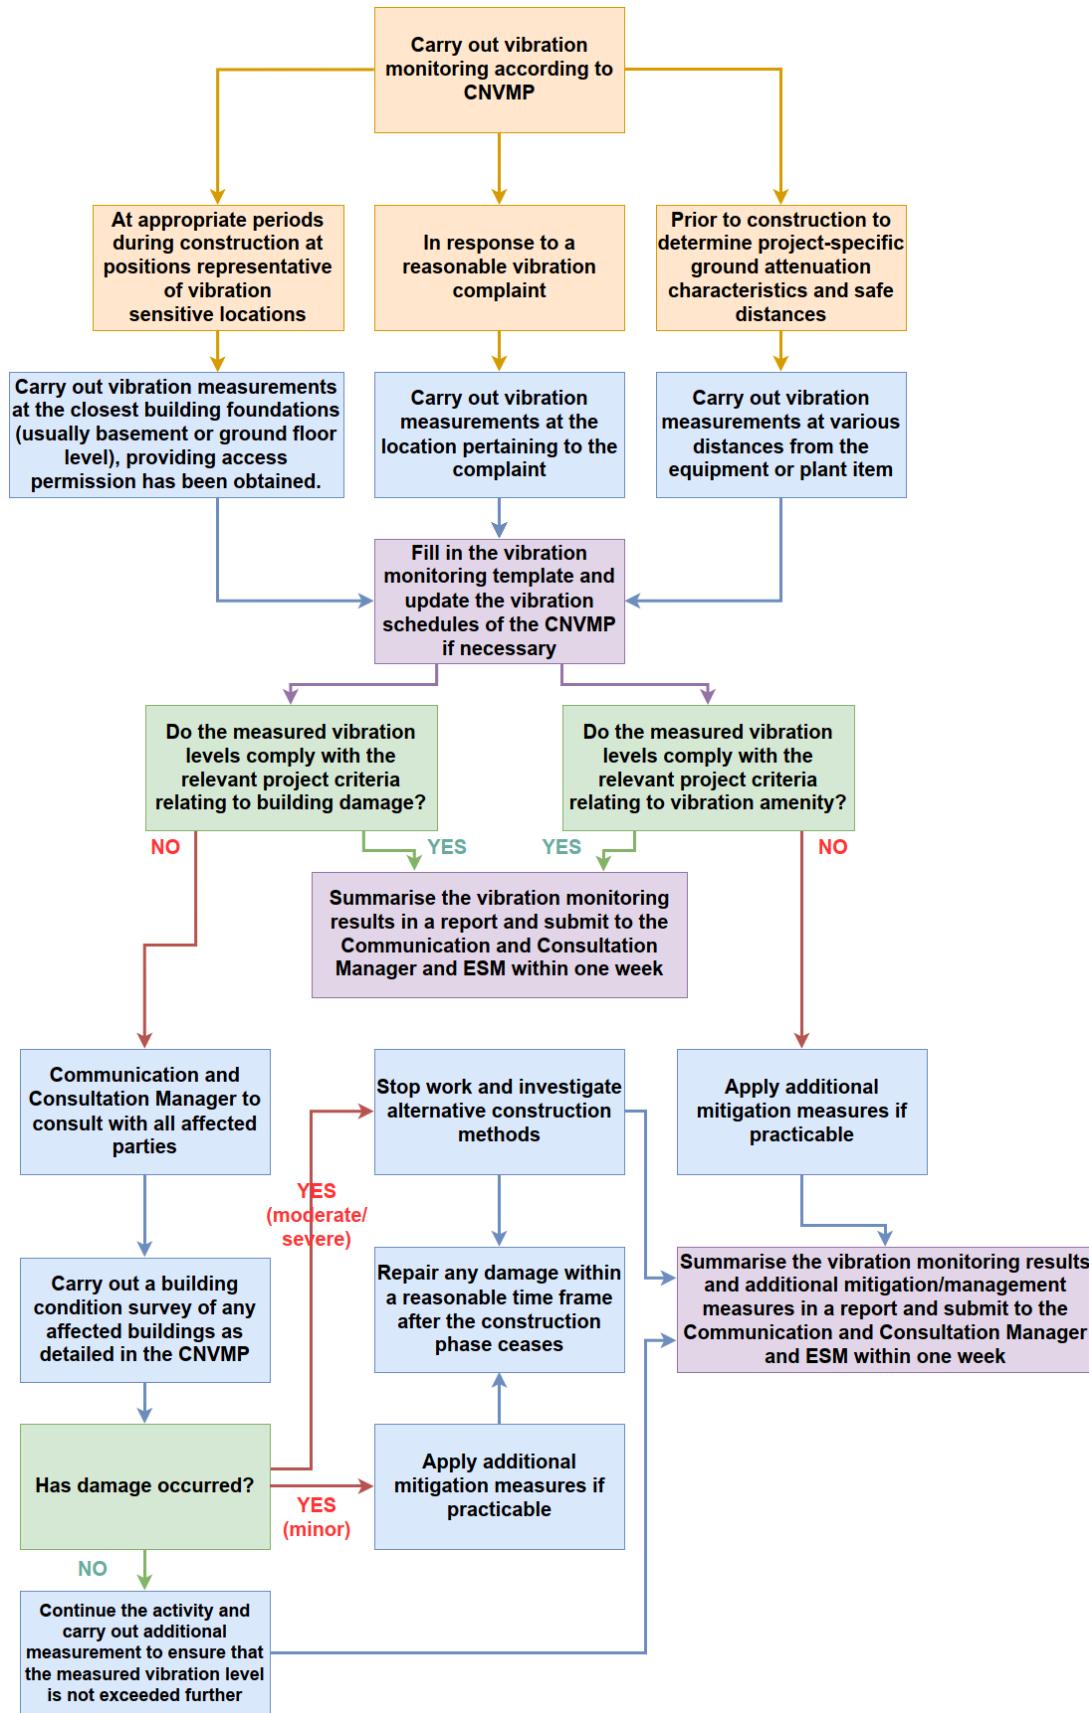 Carry out vibration
monitoring according to
CNVMP
At appropriate periods
during construction at
positions representative
of vibration
sensitive locations
In response to a
reasonable vibration
complaint
Prior to construction to
determine project-specific
ground attenuation
characteristics and safe
distances
Carry out vibration measurements
at the closest building foundations
(usually basement or ground floor
level), providing access
permission has been obtained.
Carry out vibration
measurements at the
location pertaining to the
complaint
Carry out vibration
measurements at various
distances from the
equipment or plant item
Fill in the vibration
monitoring template and
update the vibration
schedules of the CNVMP
if necessary
Do the measured vibration
levels comply with the
relevant project criteria
relating to building damage?
Do the measured vibration
levels comply with the
relevant project criteria
relating to vibration amenity?
NO
YES
YES
NO
Summarise the vibration monitoring
results in a report and submit to the
Communication and Consultation
Manager and ESM within one week
Communication and
Consultation Manager to
consult with all affected
parties
Stop work and investigate
alternative construction
methods
Apply additional
mitigation measures if
practicable
YES
(moderate/
severe)
Carry out a building
condition survey of any
affected buildings as
detailed in the CNVMP
Repair any damage within
a reasonable time frame
after the construction
phase ceases
Summarise the vibration monitoring results
and additional mitigation/management
measures in a report and submit to the
Communication and Consultation Manager
and ESM within one week
Has damage occurred?
YES
(minor)
Apply additional
mitigation measures if
practicable
NO
Continue the activity and
carry out additional
measurement to ensure that
the measured vibration level
is not exceeded further